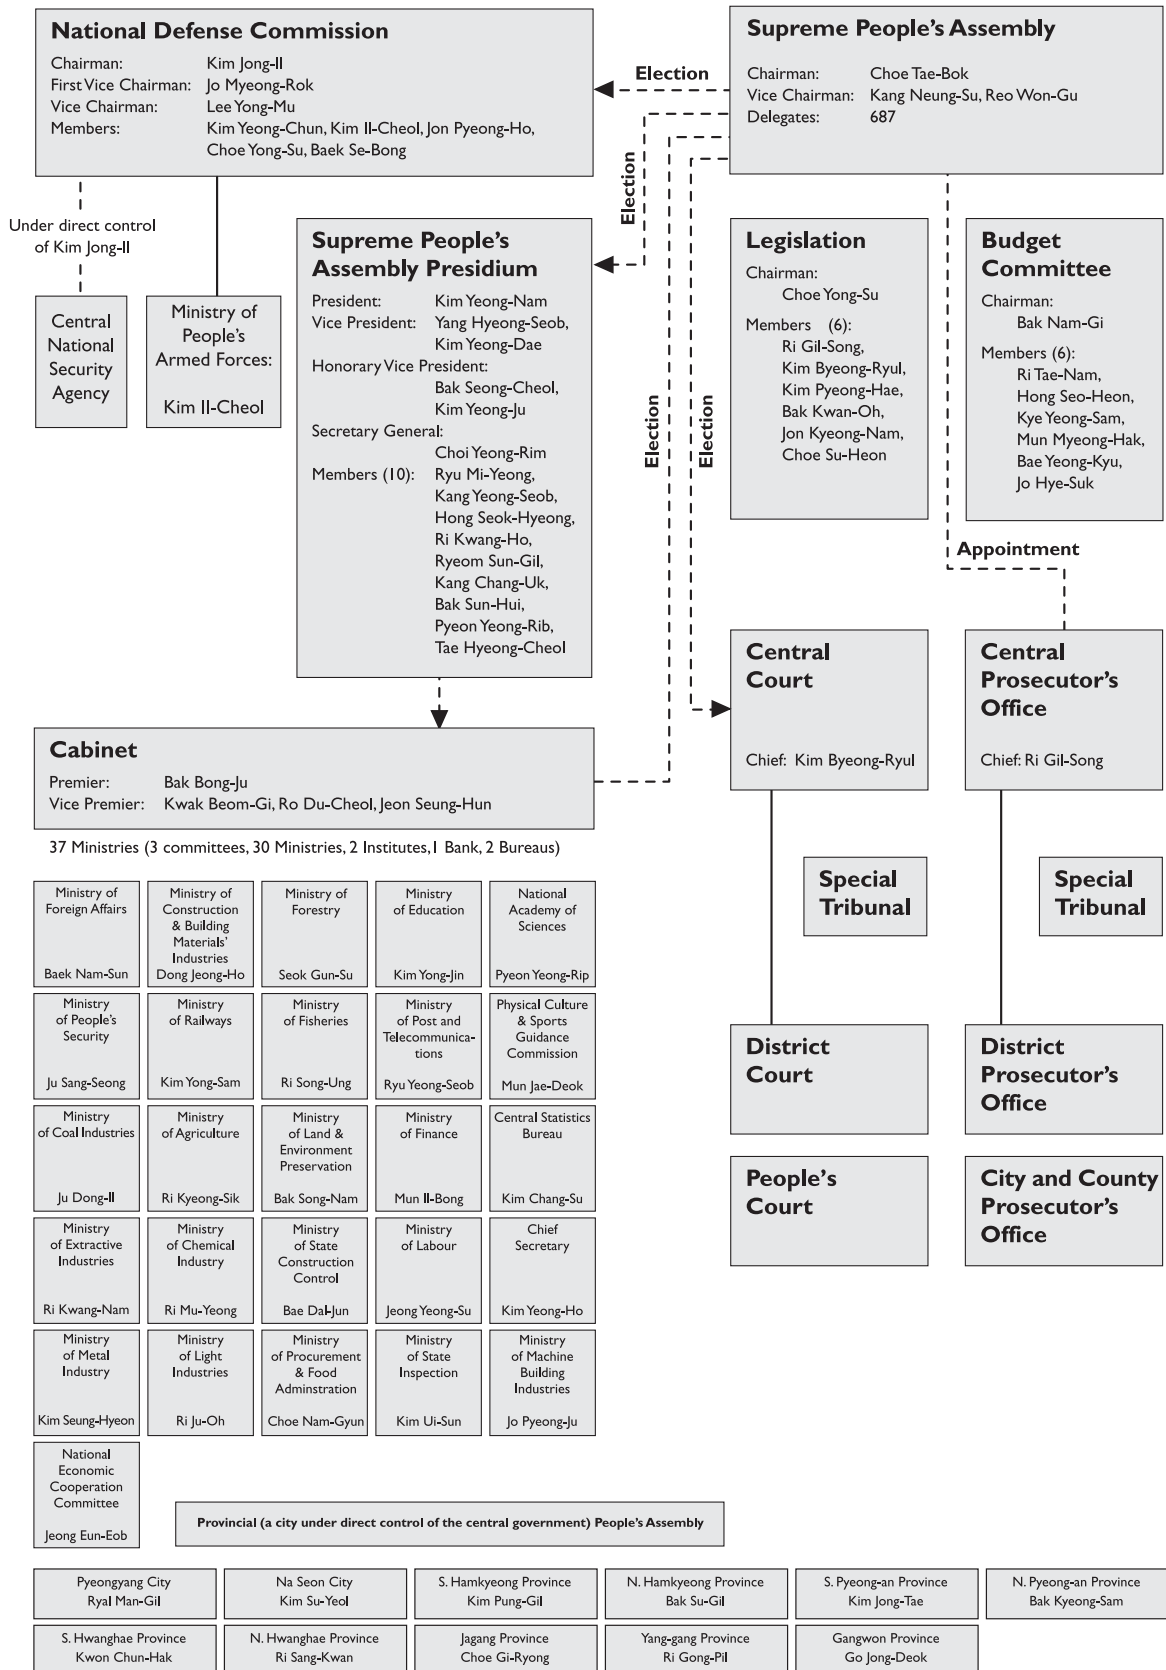 National Defense Commission
Chairman: Kim Jong-Il
First Vice Chairman: Jo Myeong-Rok
Vice Chairman: Lee Yong-Mu
Members: Kim Yeong-Chun, Kim Il-Cheol, Jon Pyeong-Ho,
Choe Yong-Su, Baek Se-Bong
Election
Supreme People's Assembly
Chairman: Choe Tae-Bok
Vice Chairman: Kang Neung-Su, Reo Won-Gu
Delegates: 687
Under direct control
of Kim Jong-Il
Central
National
Security
Agency
Ministry of
People's
Armed Forces:
Kim Il-Cheol
Election
Supreme People's
Assembly Presidium
President: Kim Yeong-Nam
Vice President: Yang Hyeong-Seob,
Kim Yeong-Dae
Honorary Vice President:
Bak Seong-Cheol,
Kim Yeong-Ju
Secretary General:
Choi Yeong-Rim
Members (10): Ryu Mi-Yeong,
Kang Yeong-Seob,
Hong Seok-Hyeong,
Ri Kwang-Ho,
Ryeom Sun-Gil,
Kang Chang-Uk,
Bak Sun-Hui,
Pyeon Yeong-Rib,
Tae Hyeong-Cheol
Election
Election
Legislation
Chairman:
Choe Yong-Su
Members (6):
Ri Gil-Song,
Kim Byeong-Ryul,
Kim Pyeong-Hae,
Bak Kwan-Oh,
Jon Kyeong-Nam,
Choe Su-Heon
Budget
Committee
Chairman:
Bak Nam-Gi
Members (6):
Ri Tae-Nam,
Hong Seo-Heon,
Kye Yeong-Sam,
Mun Myeong-Hak,
Bae Yeong-Kyu,
Jo Hye-Suk
Appointment
Central
Court
Chief: Kim Byeong-Ryul
Central
Prosecutor's
Office
Chief: Ri Gil-Song
Cabinet
Premier: Bak Bong-Ju
Vice Premier: Kwak Beom-Gi, Ro Du-Cheol, Jeon Seung-Hun
37 Ministries (3 committees, 30 Ministries, 2 Institutes, 1 Bank, 2 Bureaus)
Special
Tribunal
Special
Tribunal
District
Court
District
Prosecutor's
Office
People's
Court
City and County
Prosecutor's
Office
Ministry of
Foreign Affairs
Baek Nam-Sun
Ministry of
Construction
& Building
Materials'
Industries
Dong Jeong-Ho
Ministry of
Forestry
Seok Gun-Su
Ministry
of Education
Kim Yong-Jin
National
Academy of
Sciences
Pyeon Yeong-Rip
Ministry
of People's
Security
Ju Sang-Seong
Ministry
of Railways
Kim Yong-Sam
Ministry
of Fisheries
Ri Song-Ung
Ministry
of Post and
Telecommunica-
tions
Ryu Yeong-Seob
Physical Culture
& Sports
Guidance
Commission
Mun Jae-Deok
Ministry
of Coal Industries
Ju Dong-Il
Ministry
of Agriculture
Ri Kyeong-Sik
Ministry
of Land &
Environment
Preservation
Bak Song-Nam
Ministry
of Finance
Mun Il-Bong
Central Statistics
Bureau
Kim Chang-Su
Ministry
of Extractive
Industries
Ri Kwang-Nam
Ministry
of Chemical
Industry
Ri Mu-Yeong
Ministry
of State
Construction
Control
Bae Dal-Jun
Ministry
of Labour
Jeong Yeong-Su
Chief
Secretary
Kim Yeong-Ho
Ministry
of Metal
Industry
Kim Seung-Hyeon
Ministry
of Light
Industries
Ri Ju-Oh
Ministry
of Procurement
& Food
Adminstration
Choe Nam-Gyun
Ministry
of State
Inspection
Kim Ui-Sun
Ministry
of Machine
Building
Industries
Jo Pyeong-Ju
National
Economic
Cooperation
Committee
Jeong Eun-Eob
Provincial (a city under direct control of the central government) People's Assembly
Pyeongyang City
Ryal Man-Gil
Na Seon City
Kim Su-Yeol
S. Hamkyeong Province
Kim Pung-Gil
N. Hamkyeong Province
Bak Su-Gil
S. Pyeong-an Province
Kim Jong-Tae
N. Pyeong-an Province
Bak Kyeong-Sam
S. Hwanghae Province
Kwon Chun-Hak
N. Hwanghae Province
Ri Sang-Kwan
Jagang Province
Choe Gi-Ryong
Yang-gang Province
Ri Gong-Pil
Gangwon Province
Go Jong-Deok